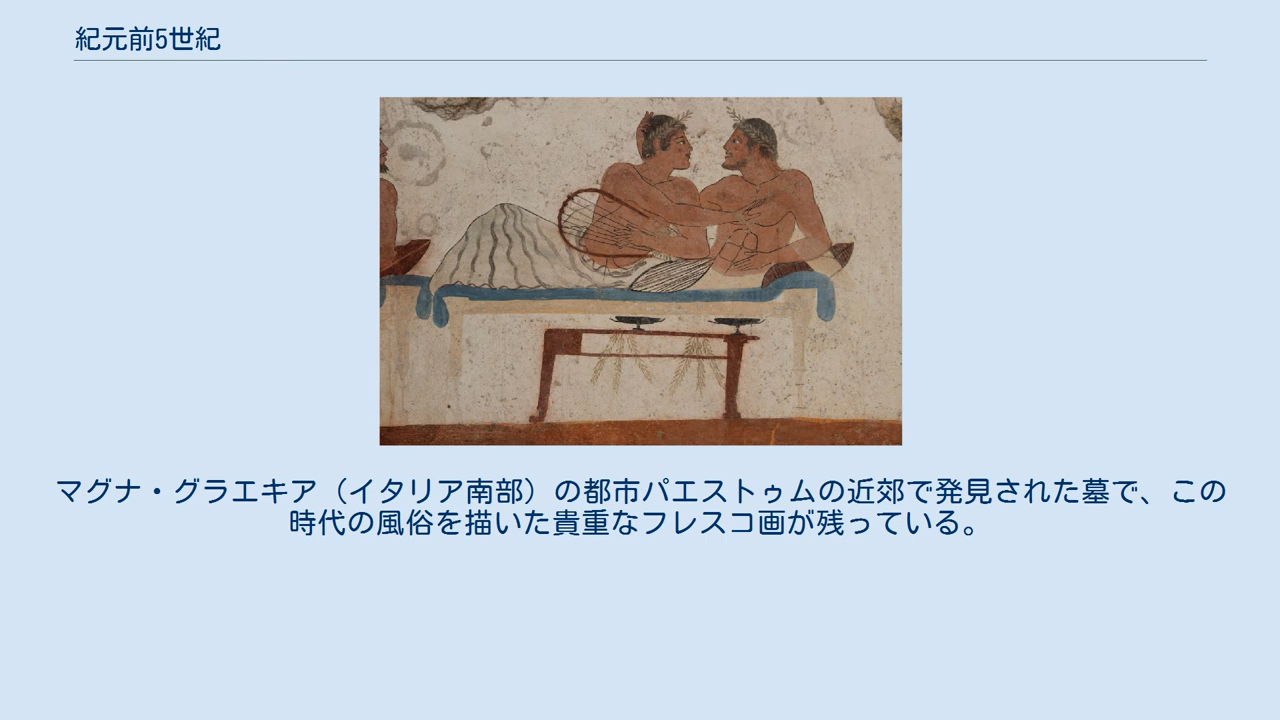 紀元前5世紀
マグナ・グラエキア（イタリア南部）の都市パエストゥムの近郊で発見された墓で、この
時代の風俗を描いた貴重なフレスコ画が残っている。